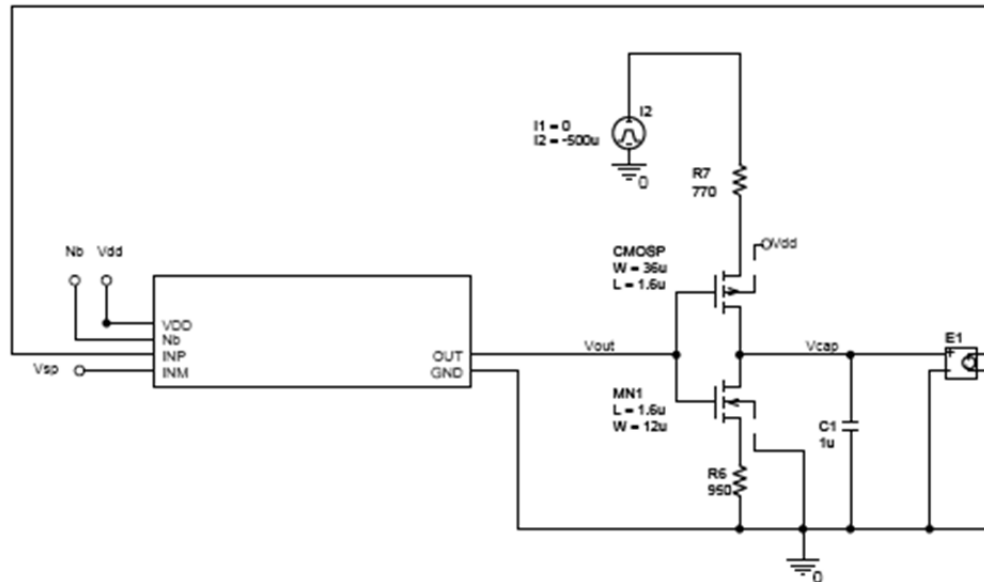 I2
I1 = 0
I2 = -500u
0
R7
770
Nb Vdd
CMOSP
W = 36u
L = 1.6u
Vdd
VDD
Nb
INP
INM
Vsp
OUT
GND
Vout
Vcap
E1
+
-
MN1
L = 1.6u
W = 12u
C1
1u
R6
950
0